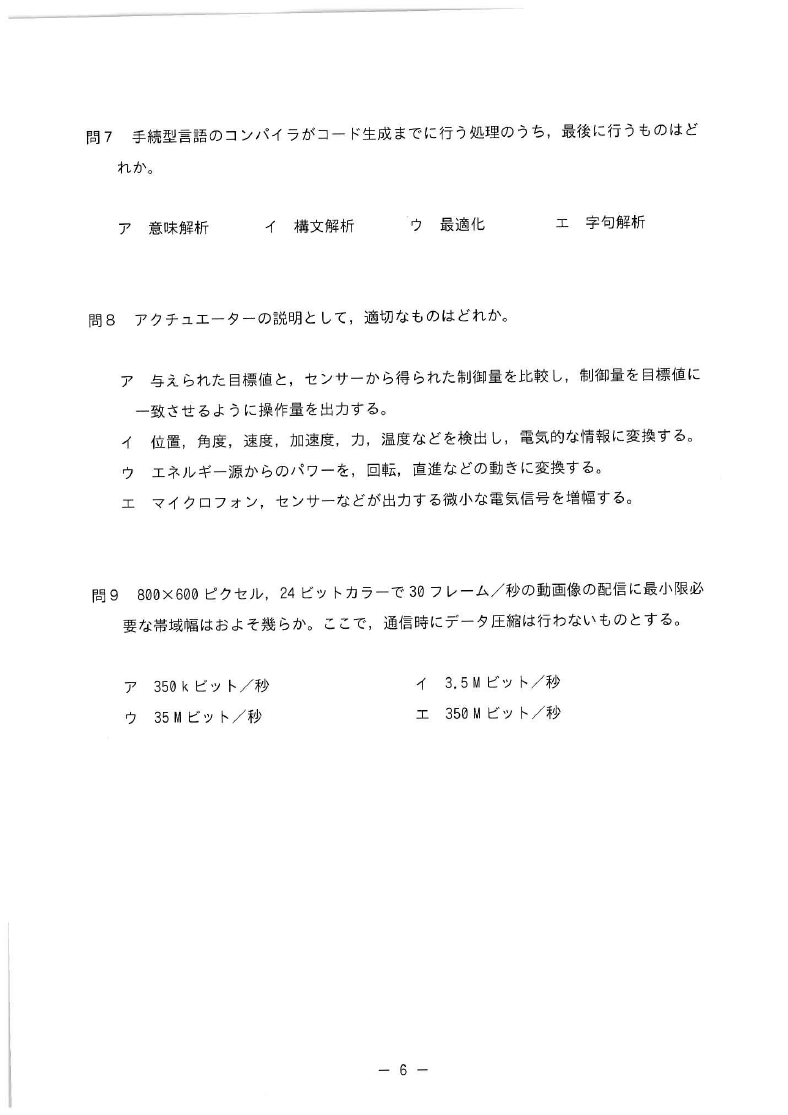 問7 手続型言語のコンパイラがコード生成までに行う処理のうち，最後に行うものはど
れか。
ア 意味解析 イ 構文解析 ウ 最適化 エ 字句解析
問8 アクチュエーターの説明として，適切なものはどれか。
ア 与えられた目標値と，センサーから得られた制御量を比較し，制御量を目標値に
一致させるように操作量を出力する。
イ 位置，角度，速度，加速度，力，温度などを検出し，電気的な情報に変換する。
ウ エネルギー源からのパワーを，回転，直進などの動きに変換する。
エ マイクロフォン，センサーなどが出力する微小な電気信号を増幅する。
問9 800×600 ピクセル，24 ビットカラーで 30 フレーム／秒の動画像の配信に最小限必
要な帯域幅はおよそ幾らか。ここで，通信時にデータ圧縮は行わないものとする。
ア 350 k ビット／秒 イ 3.5 M ビット／秒
ウ 35 M ビット／秒 エ 350 M ビット／秒
－ 6 －